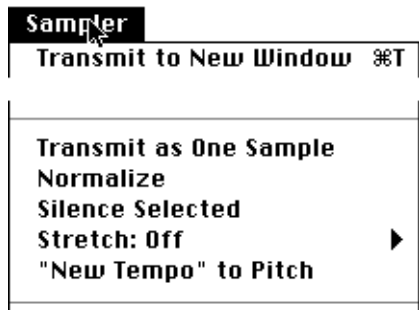 Sampler
Transmit to New Window ⌘T
Transmit as One Sample
Normalize
Silence Selected
Stretch: Off
"New Tempo" to Pitch